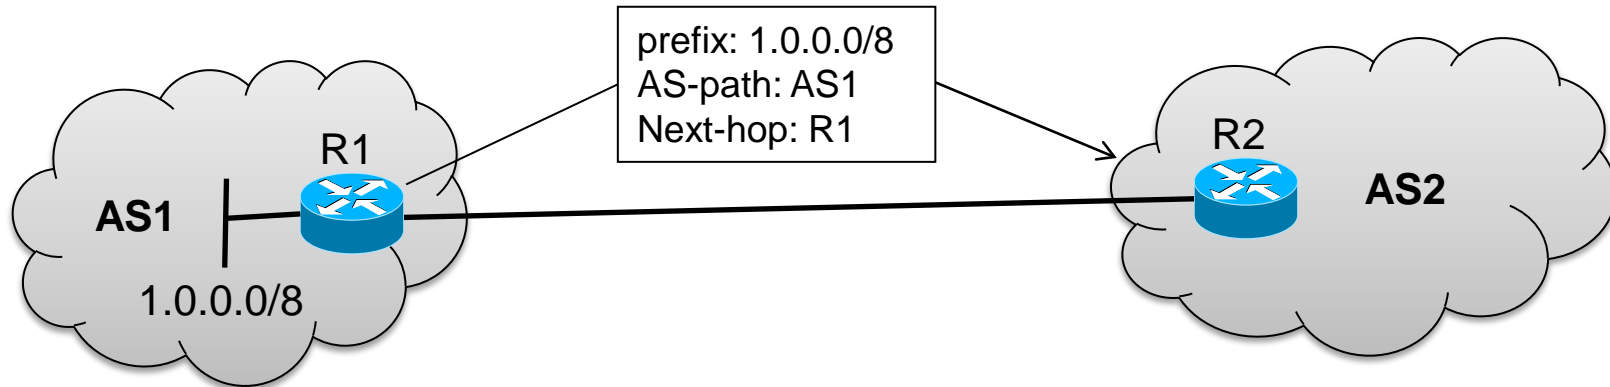 prefix: 1.0.0.0/8
AS-path: AS1
Next-hop: R1
R1
AS1
1.0.0.0/8
R2
AS2